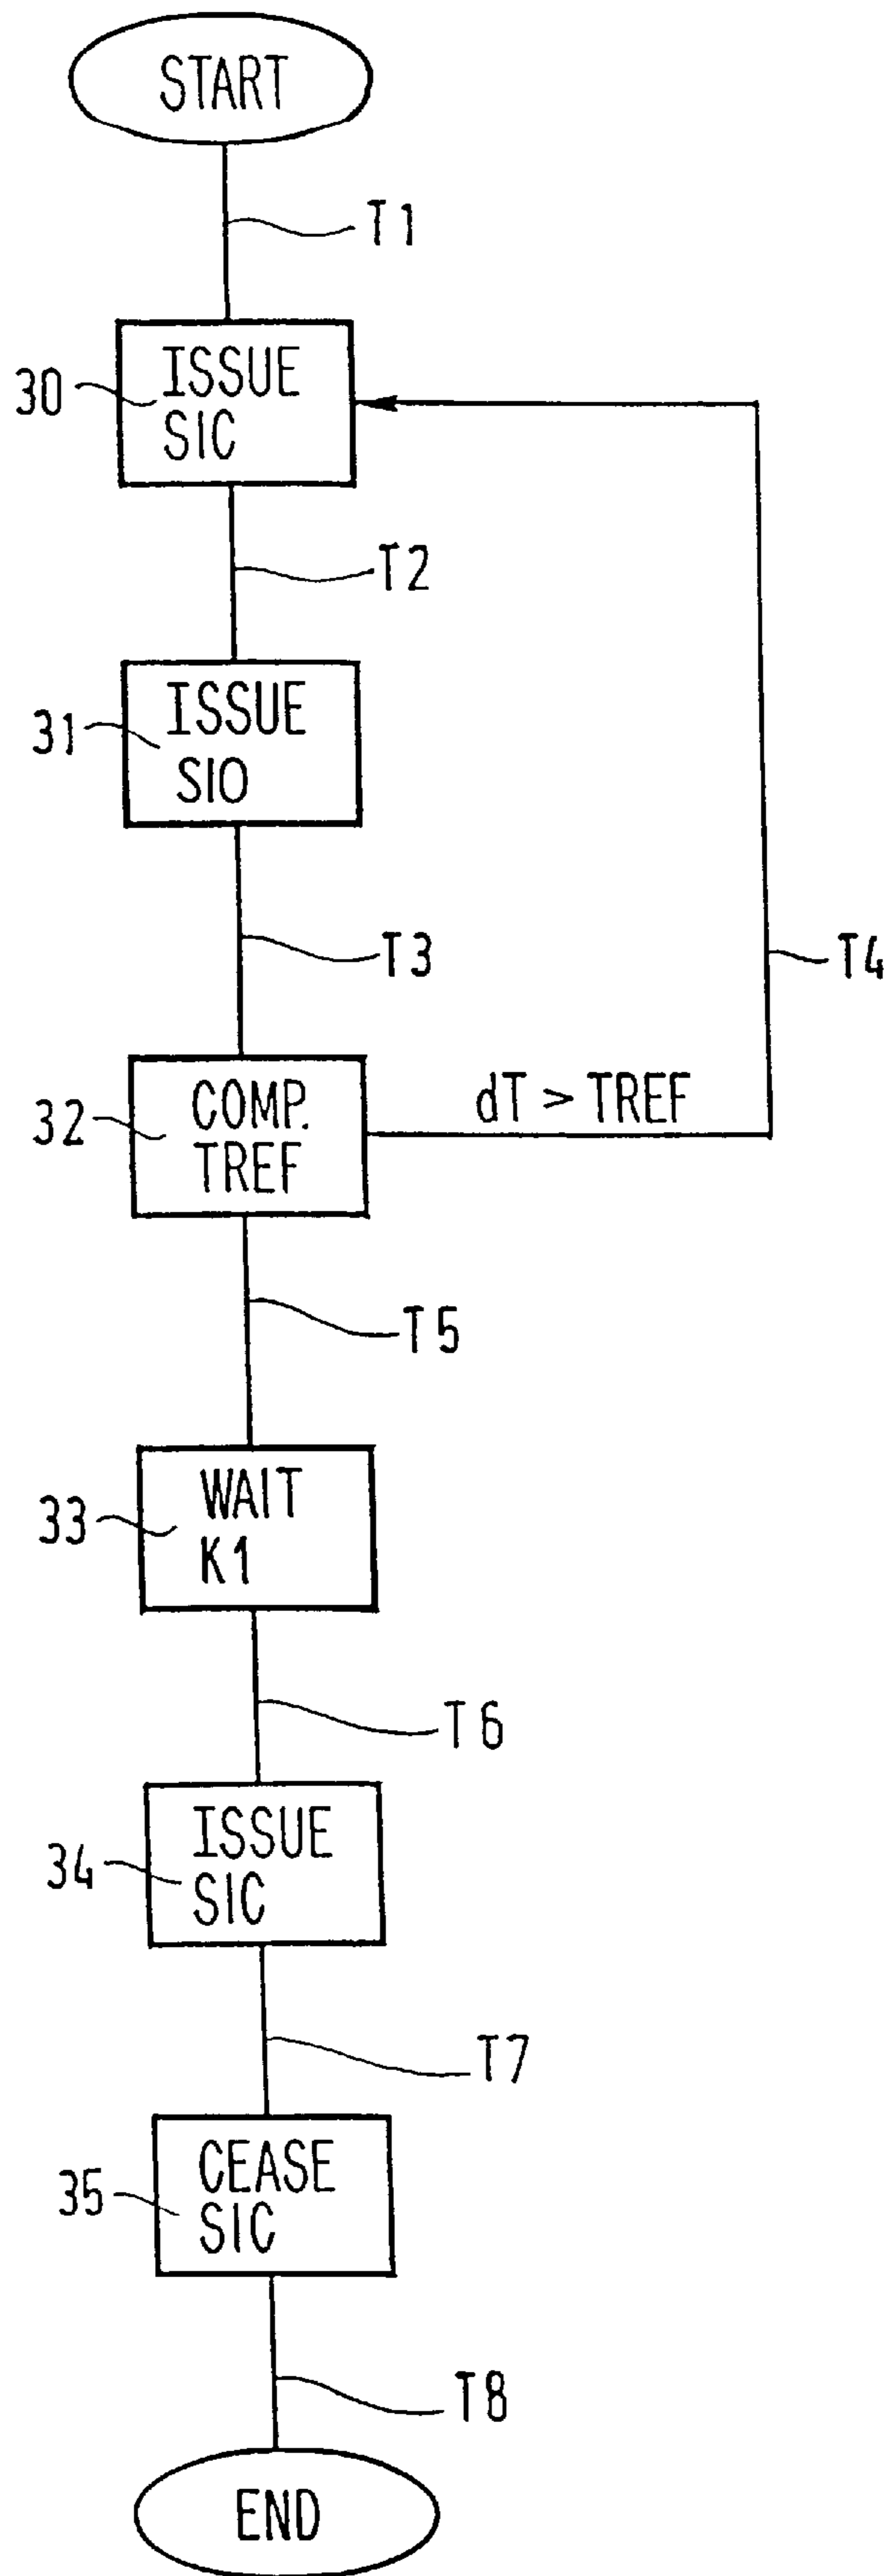 START
T1
30
ISSUE
SIC
T2
31
ISSUE
SIO
T3
T4
32
COMP.
TREF
dT > TREF
T5
33
WAIT
K1
T6
34
ISSUE
SIC
T7
35
CEASE
SIC
T8
END